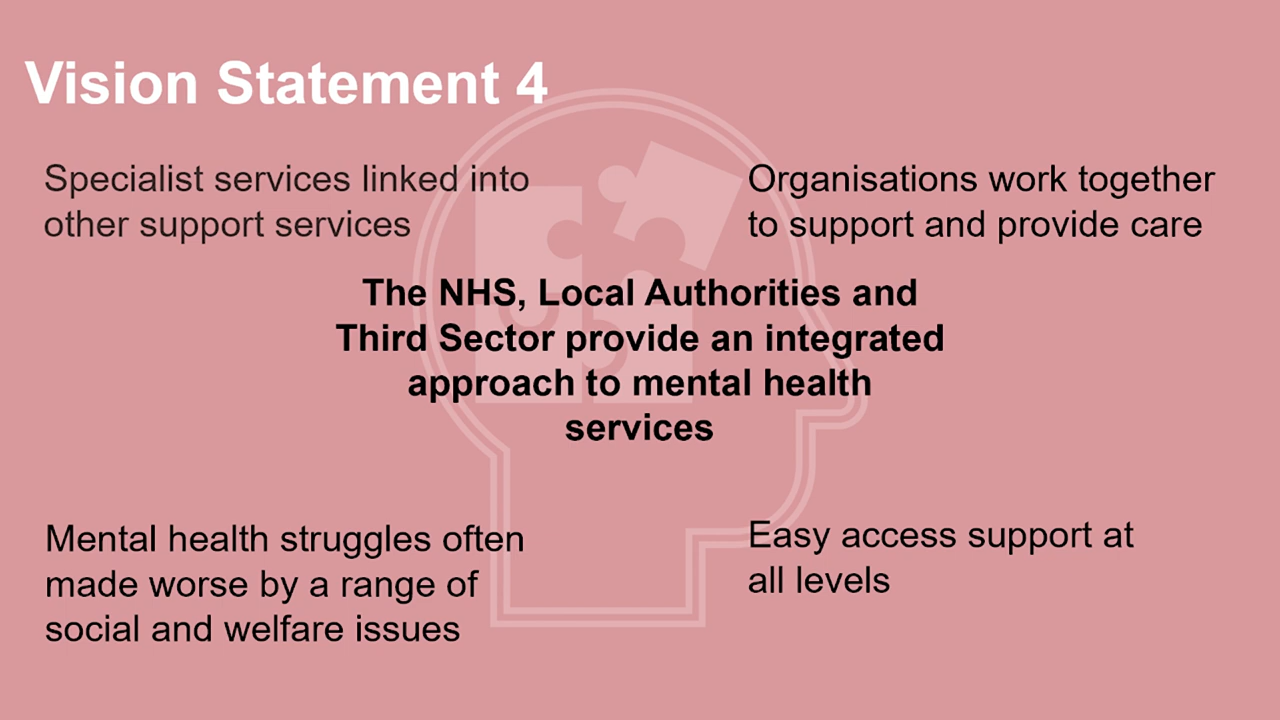 Vision Statement 4
Specialist services linked into
other support services
Organisations work together
to support and provide care
The NHS, Local Authorities and
Third Sector provide an integrated
approach to mental health
services
Mental health struggles often
made worse by a range of
social and welfare issues
Easy access support at
all levels